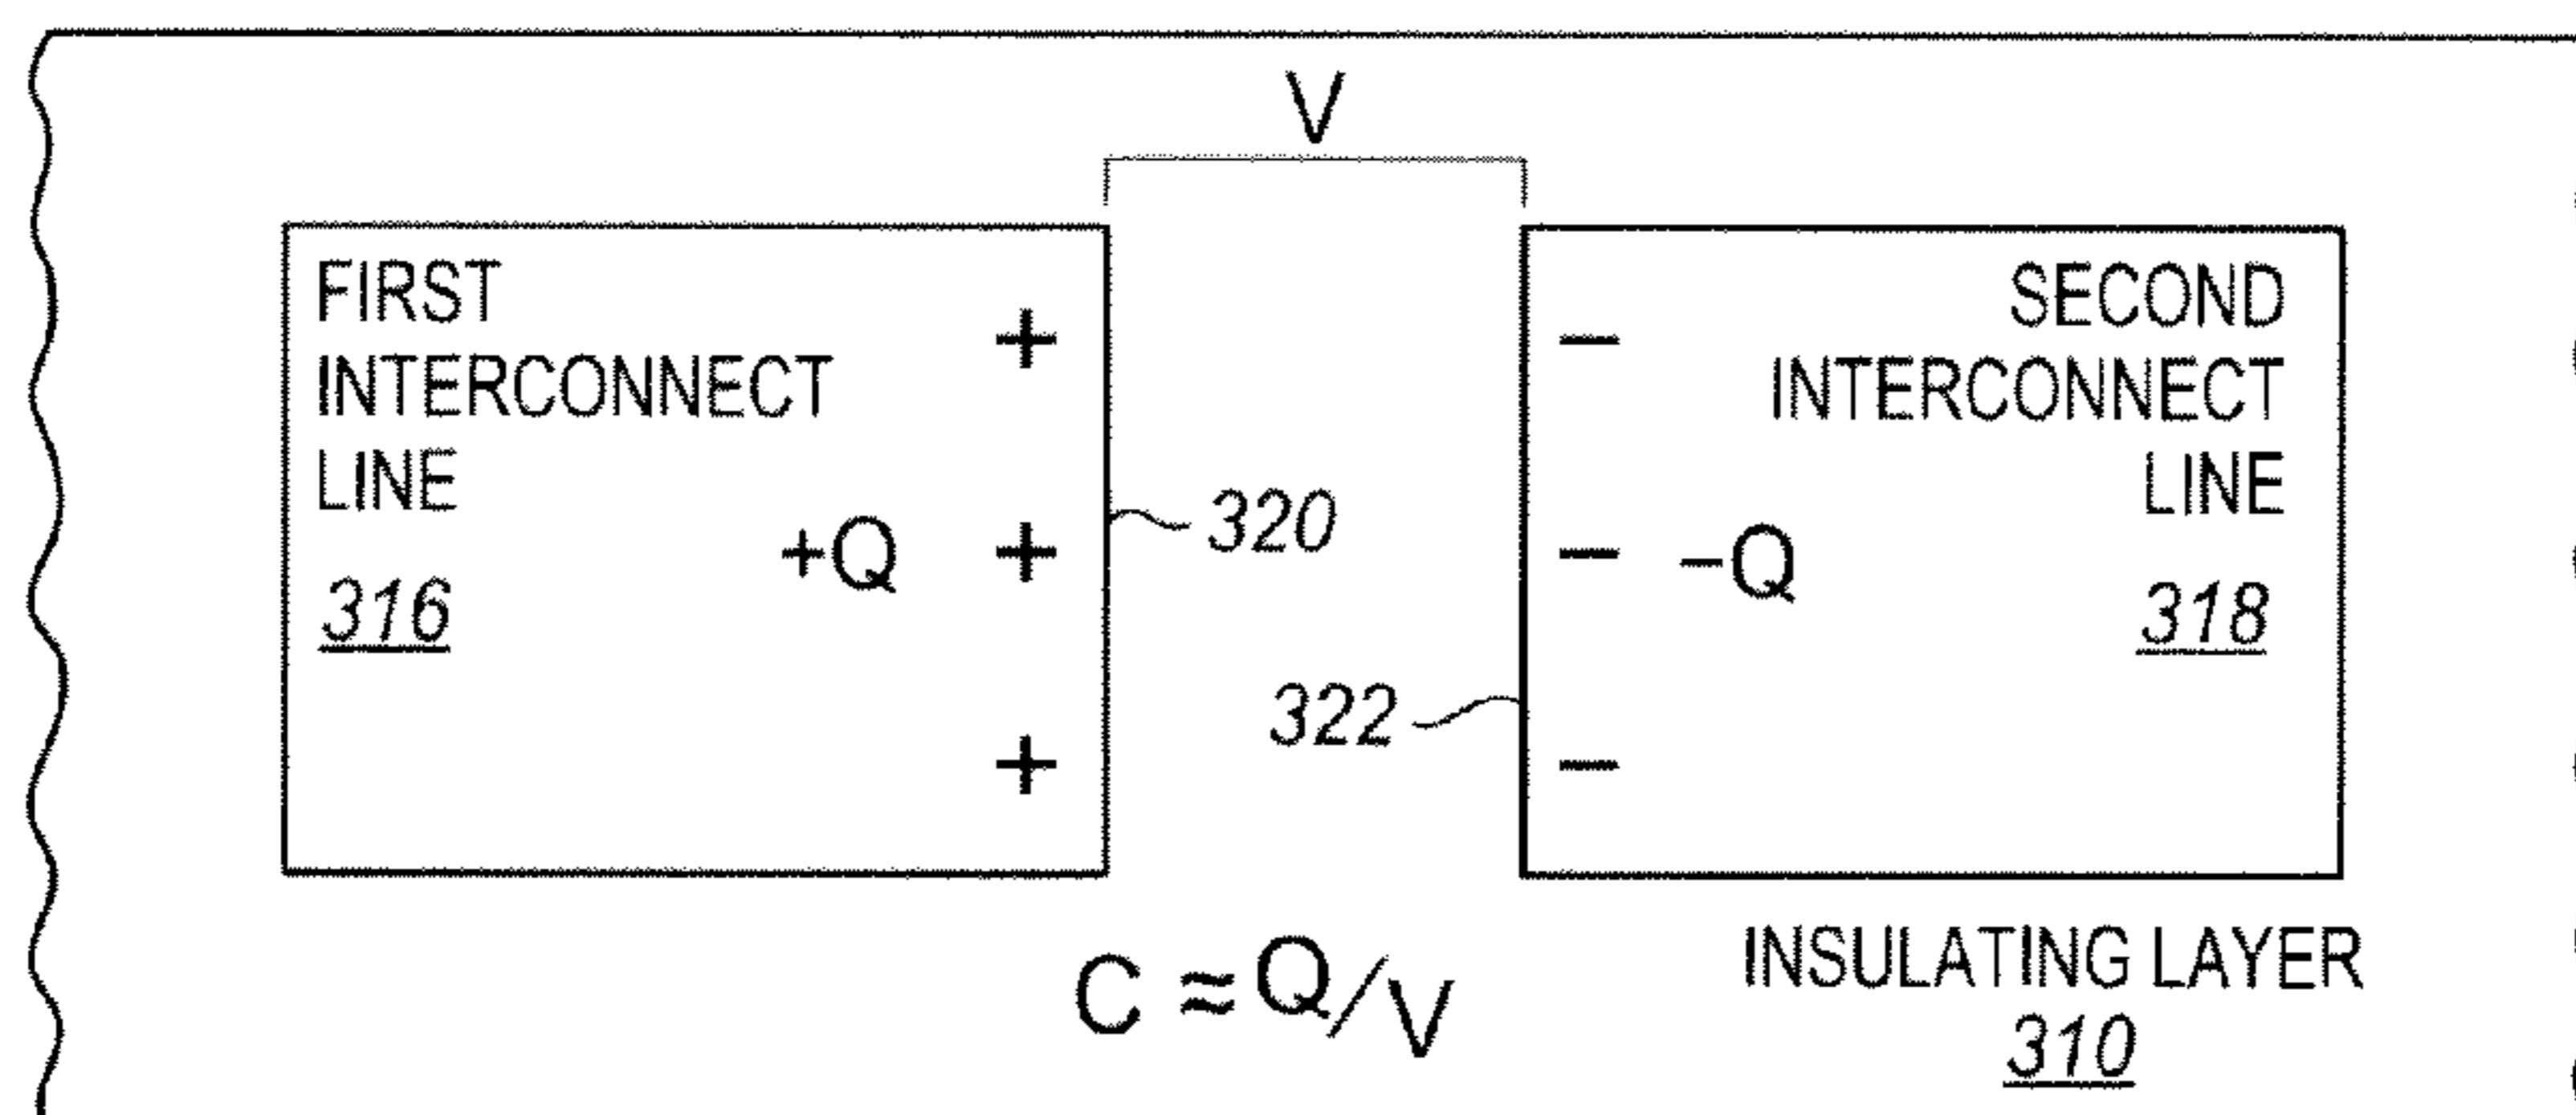 V
FIRST
INTERCONNECT
LINE
316
+Q
+
+
+
320
322
−
−
−
−Q
SECOND
INTERCONNECT
LINE
318
C ≈ Q/V
INSULATING LAYER
310